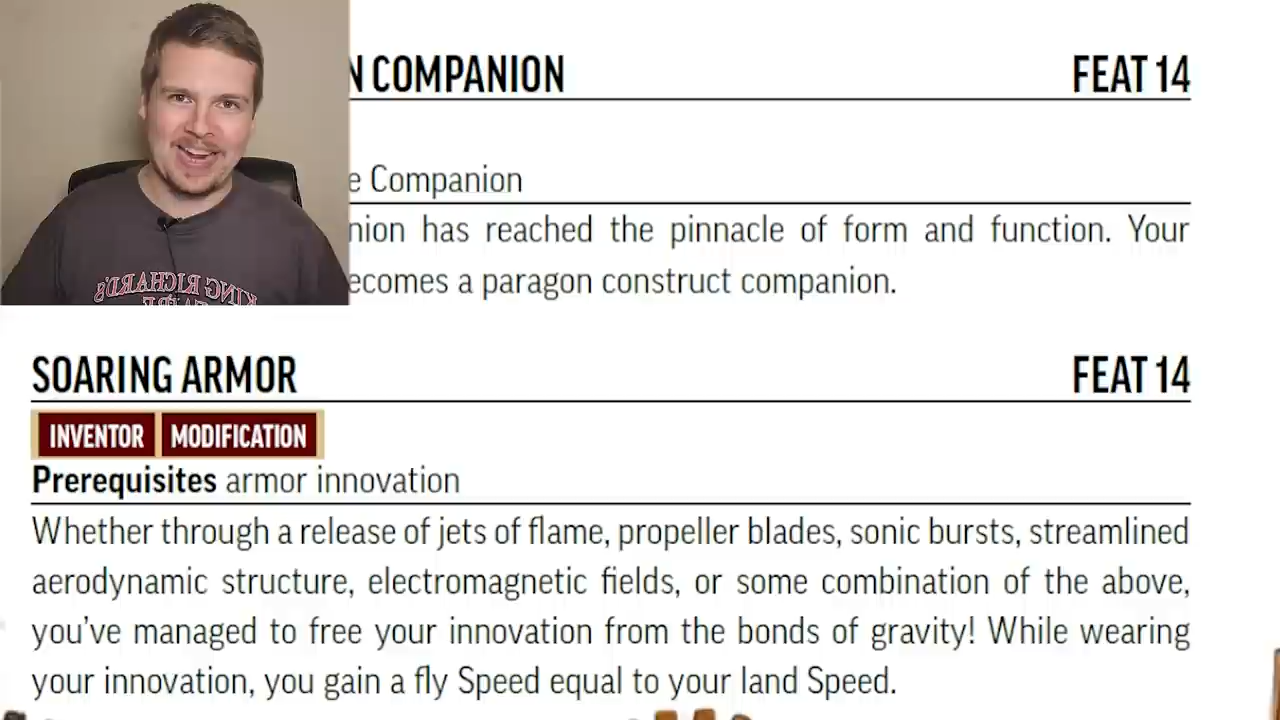 N COMPANION FEAT 14
e Companion
nion has reached the pinnacle of form and function. Your
ecomes a paragon construct companion.
KING RICHARD'S
FAIRE
SOARING ARMOR FEAT 14
INVENTOR MODIFICATION
Prerequisites armor innovation
Whether through a release of jets of flame, propeller blades, sonic bursts, streamlined
aerodynamic structure, electromagnetic fields, or some combination of the above,
you've managed to free your innovation from the bonds of gravity! While wearing
your innovation, you gain a fly Speed equal to your land Speed.